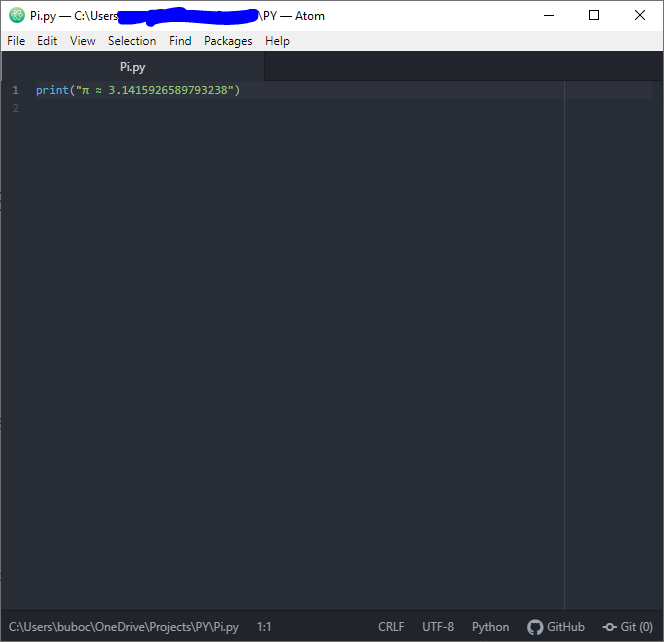 Pi.py — C:\Users \PY — Atom
File Edit View Selection Find Packages Help
Pi.py
1 print("π ≈ 3.1415926589793238")
2
C:\Users\buboc\OneDrive\Projects\PY\Pi.py 1:1 CRLF UTF-8 Python GitHub Git (0)